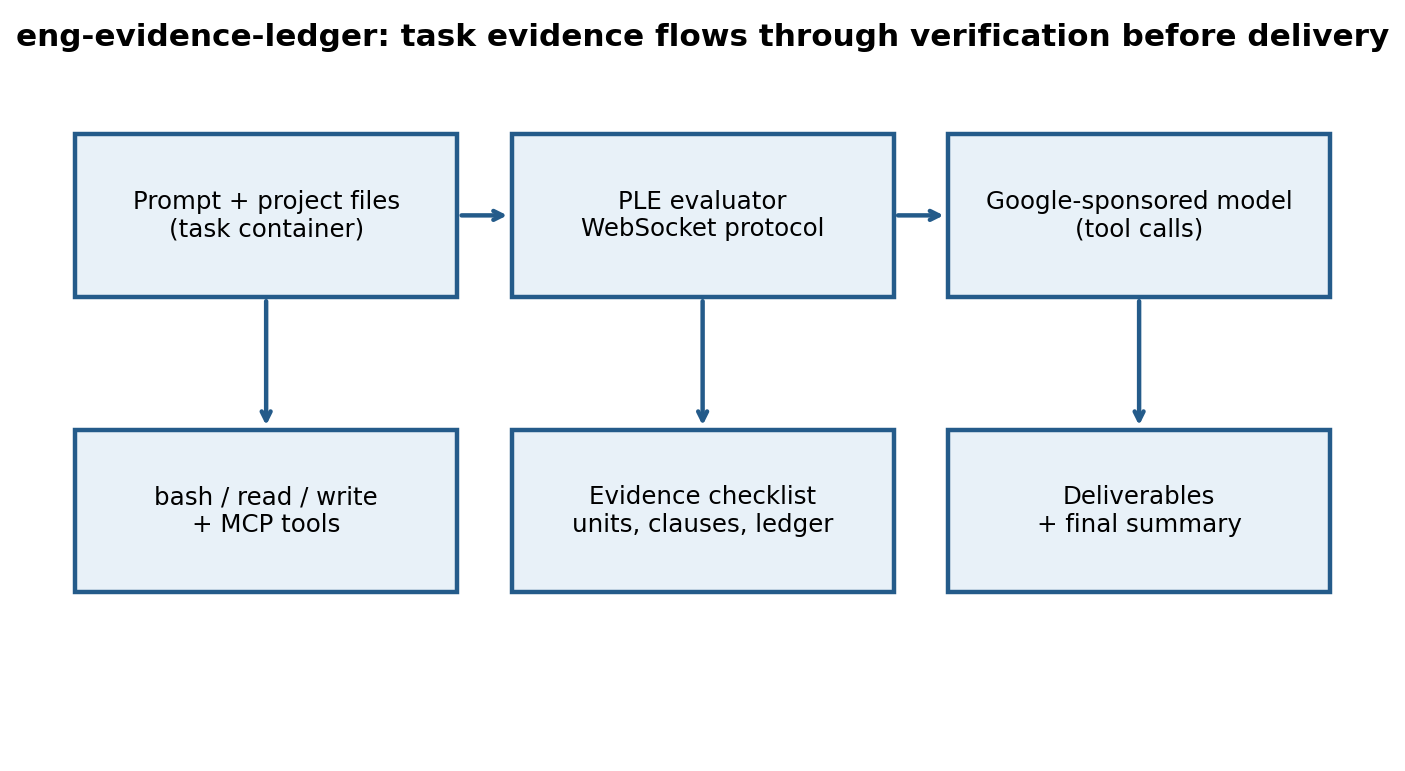 eng-evidence-ledger: task evidence flows through verification before delivery
Prompt + project files
(task container)
PLE evaluator
WebSocket protocol
Google-sponsored model
(tool calls)
bash / read / write
+ MCP tools
Evidence checklist
units, clauses, ledger
Deliverables
+ final summary